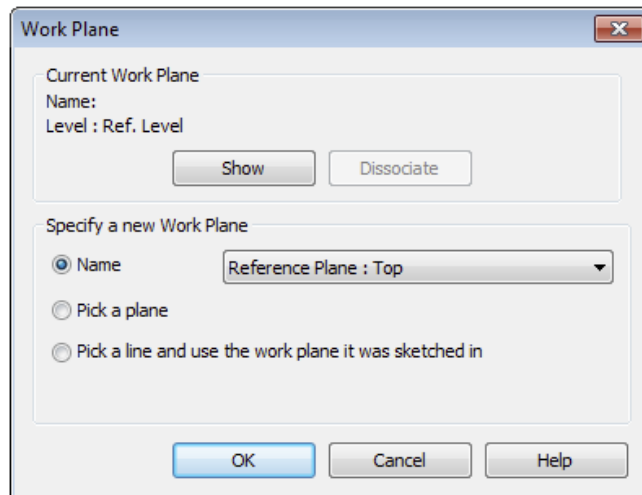 Work Plane
Current Work Plane
Name:
Level : Ref. Level
Show Dissociate
Specify a new Work Plane
Name Reference Plane : Top
Pick a plane
Pick a line and use the work plane it was sketched in
OK Cancel Help